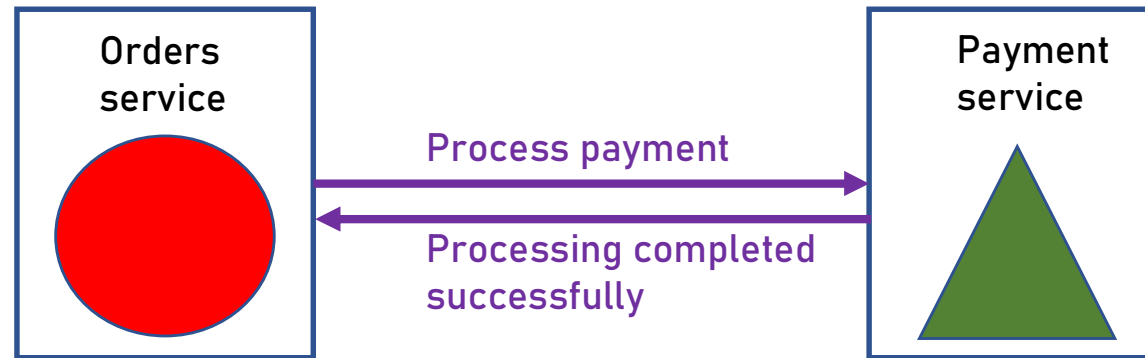 Orders
service
Payment
service
Process payment
Processing completed
successfully